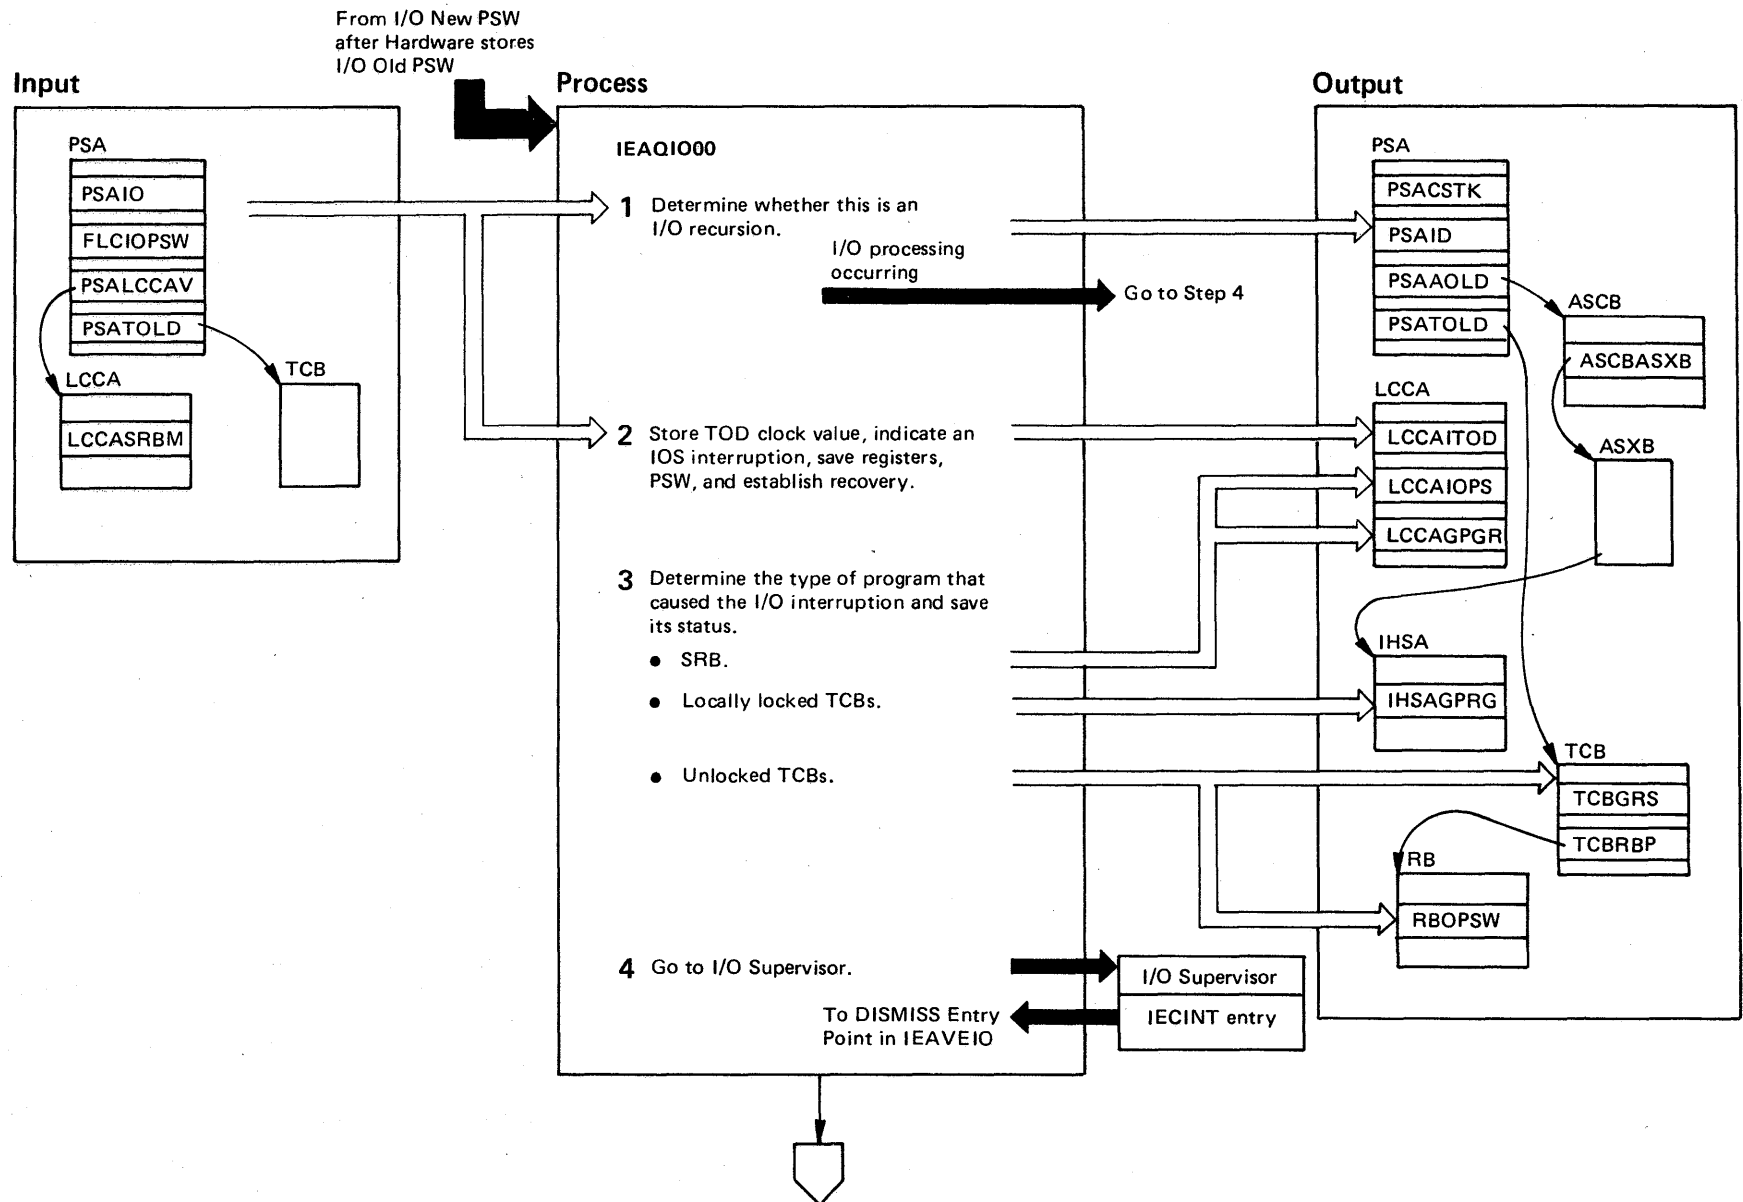 From I/O New PSW
after Hardware stores
I/O Old PSW
Input
PSA
PSAIO
FLCIOPSW
PSALCCAV
PSATOLD
TCB
LCCA
LCCASRBM
Process
IEAQIO00
1 Determine whether this is an
I/O recursion.
I/O processing
occurring
Go to Step 4
2 Store TOD clock value, indicate an
IOS interruption, save registers,
PSW, and establish recovery.
3 Determine the type of program that
caused the I/O interruption and save
its status.
• SRB.
• Locally locked TCBs.
• Unlocked TCBs.
4 Go to I/O Supervisor.
To DISMISS Entry
Point in IEAVEIO
I/O Supervisor
IECINT entry
Output
PSA
PSACSTK
PSAID
PSAAOLD
PSATOLD
ASCB
ASCBASXB
LCCA
LCCAITOD
LCCAIOPS
LCCAGPGR
ASXB
IHSA
IHSAGPRG
TCB
TCBGRS
TCBRBP
RB
RBOPSW